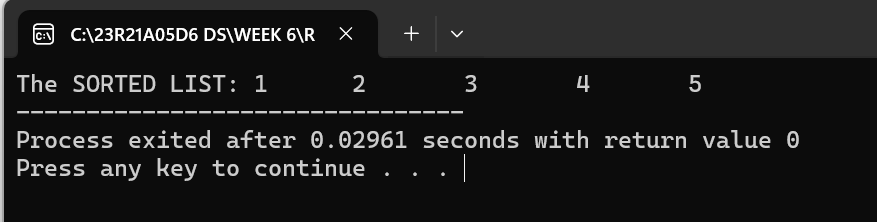 C:\23R21A05D6 DS\WEEK 6\R
The SORTED LIST: 1 2 3 4 5
--------------------------------
Process exited after 0.02961 seconds with return value 0
Press any key to continue . . .